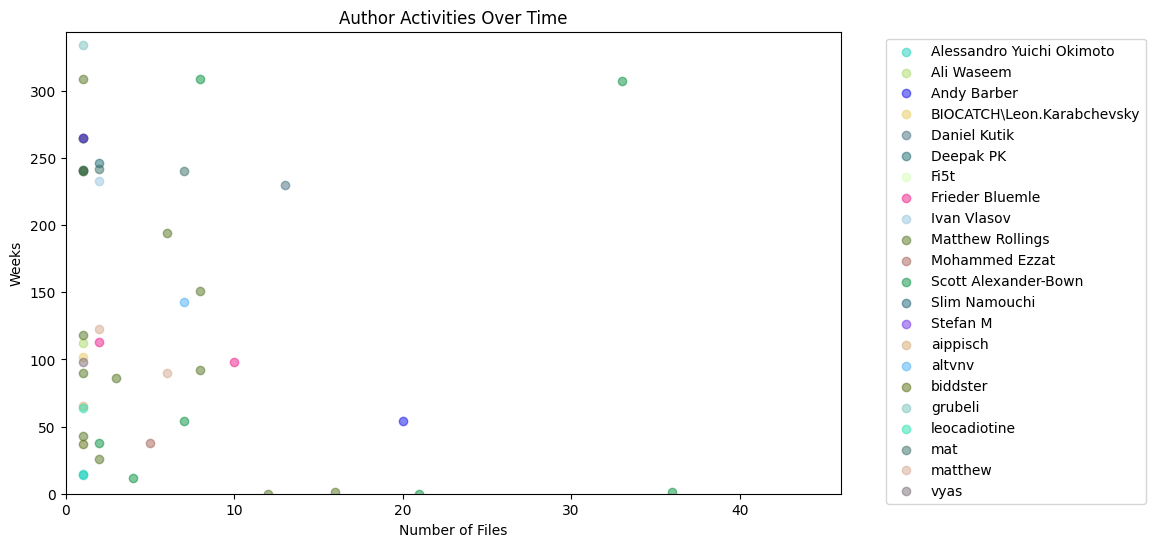 Author Activities Over Time
300
250
200
150
100
50
0
Weeks
0 10 20 30 40
Number of Files
Alessandro Yuichi Okimoto
Ali Waseem
Andy Barber
BIOCATCH\Leon.Karabchevsky
Daniel Kutik
Deepak PK
Fi5t
Frieder Bluemle
Ivan Vlasov
Matthew Rollings
Mohammed Ezzat
Scott Alexander-Bown
Slim Namouchi
Stefan M
aippisch
altvnv
biddster
grubeli
leocadiotine
mat
matthew
vyas